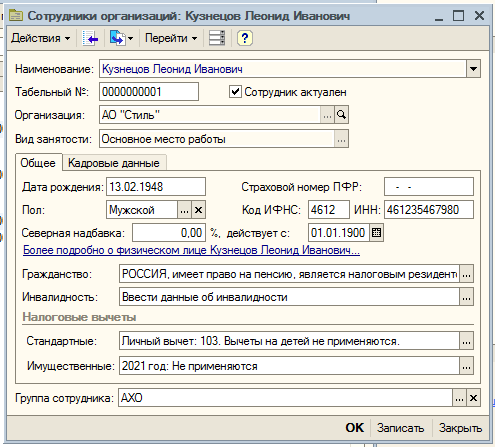 Сотрудники организаций: Кузнецов Леонид Иванович
Действия Перейти ?
Наименование: Кузнецов Леонид Иванович
Табельный №: 0000000001 Сотрудник актуален
Организация: АО "Стиль" ...
Вид занятости: Основное место работы ...
Общее Кадровые данные
Дата рождения: 13.02.1948 Страховой номер ПФР: - -
Пол: Мужской ... Код ИФНС: 4612 ИНН: 461235467980
Северная надбавка: 0,00 %, действует с: 01.01.1900
Более подробно о физическом лице Кузнецов Леонид Иванович...
Гражданство: РОССИЯ, имеет право на пенсию, является налоговым резидент ...
Инвалидность: Ввести данные об инвалидности ...
Налоговые вычеты
Стандартные: Личный вычет: 103. Вычеты на детей не применяются. ...
Имущественные: 2021 год: Не применяются ...
Группа сотрудника: АХО ...
OK Записать Закрыть